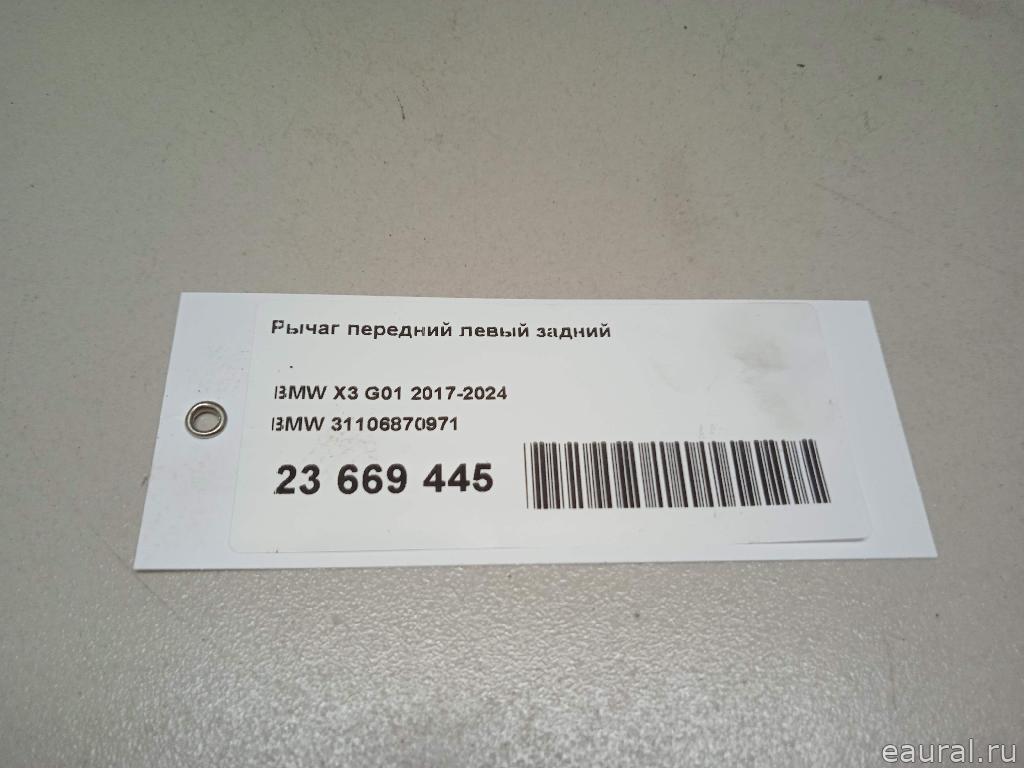 Рычаг передний левый задний
BMW X3 G01 2017-2024
BMW 31106870971
23 669 445
eaural.ru